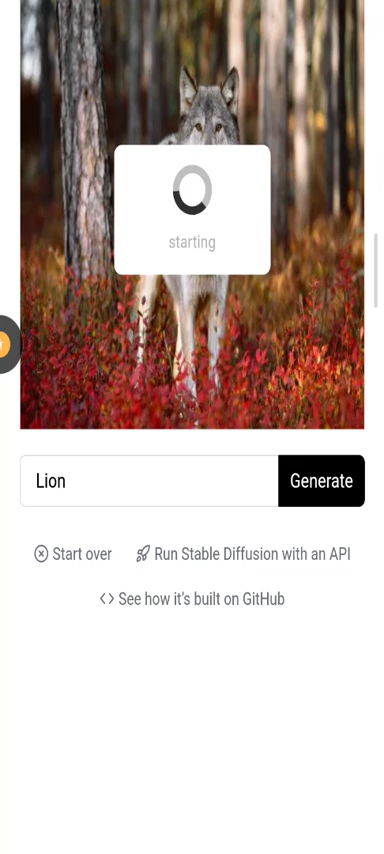 starting
Lion
Generate
Start over
Run Stable Diffusion with an API
See how it's built on GitHub